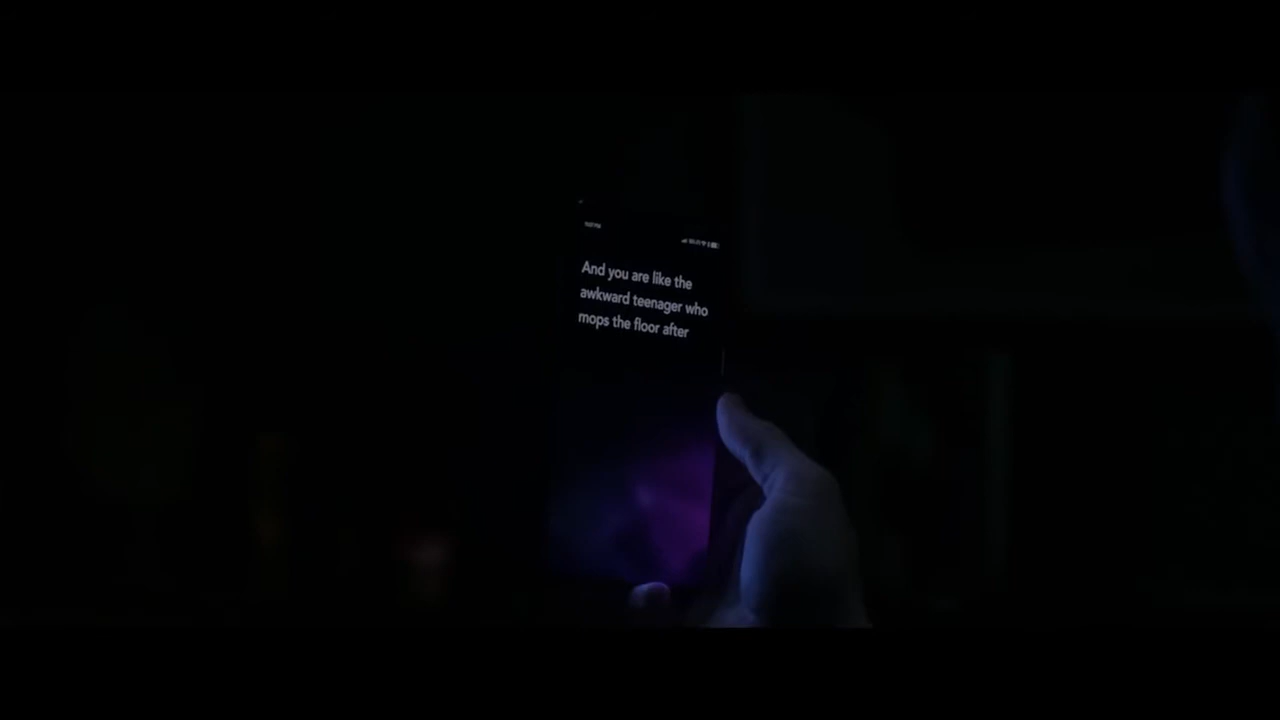 And you are like the
awkward teenager who
mops the floor after